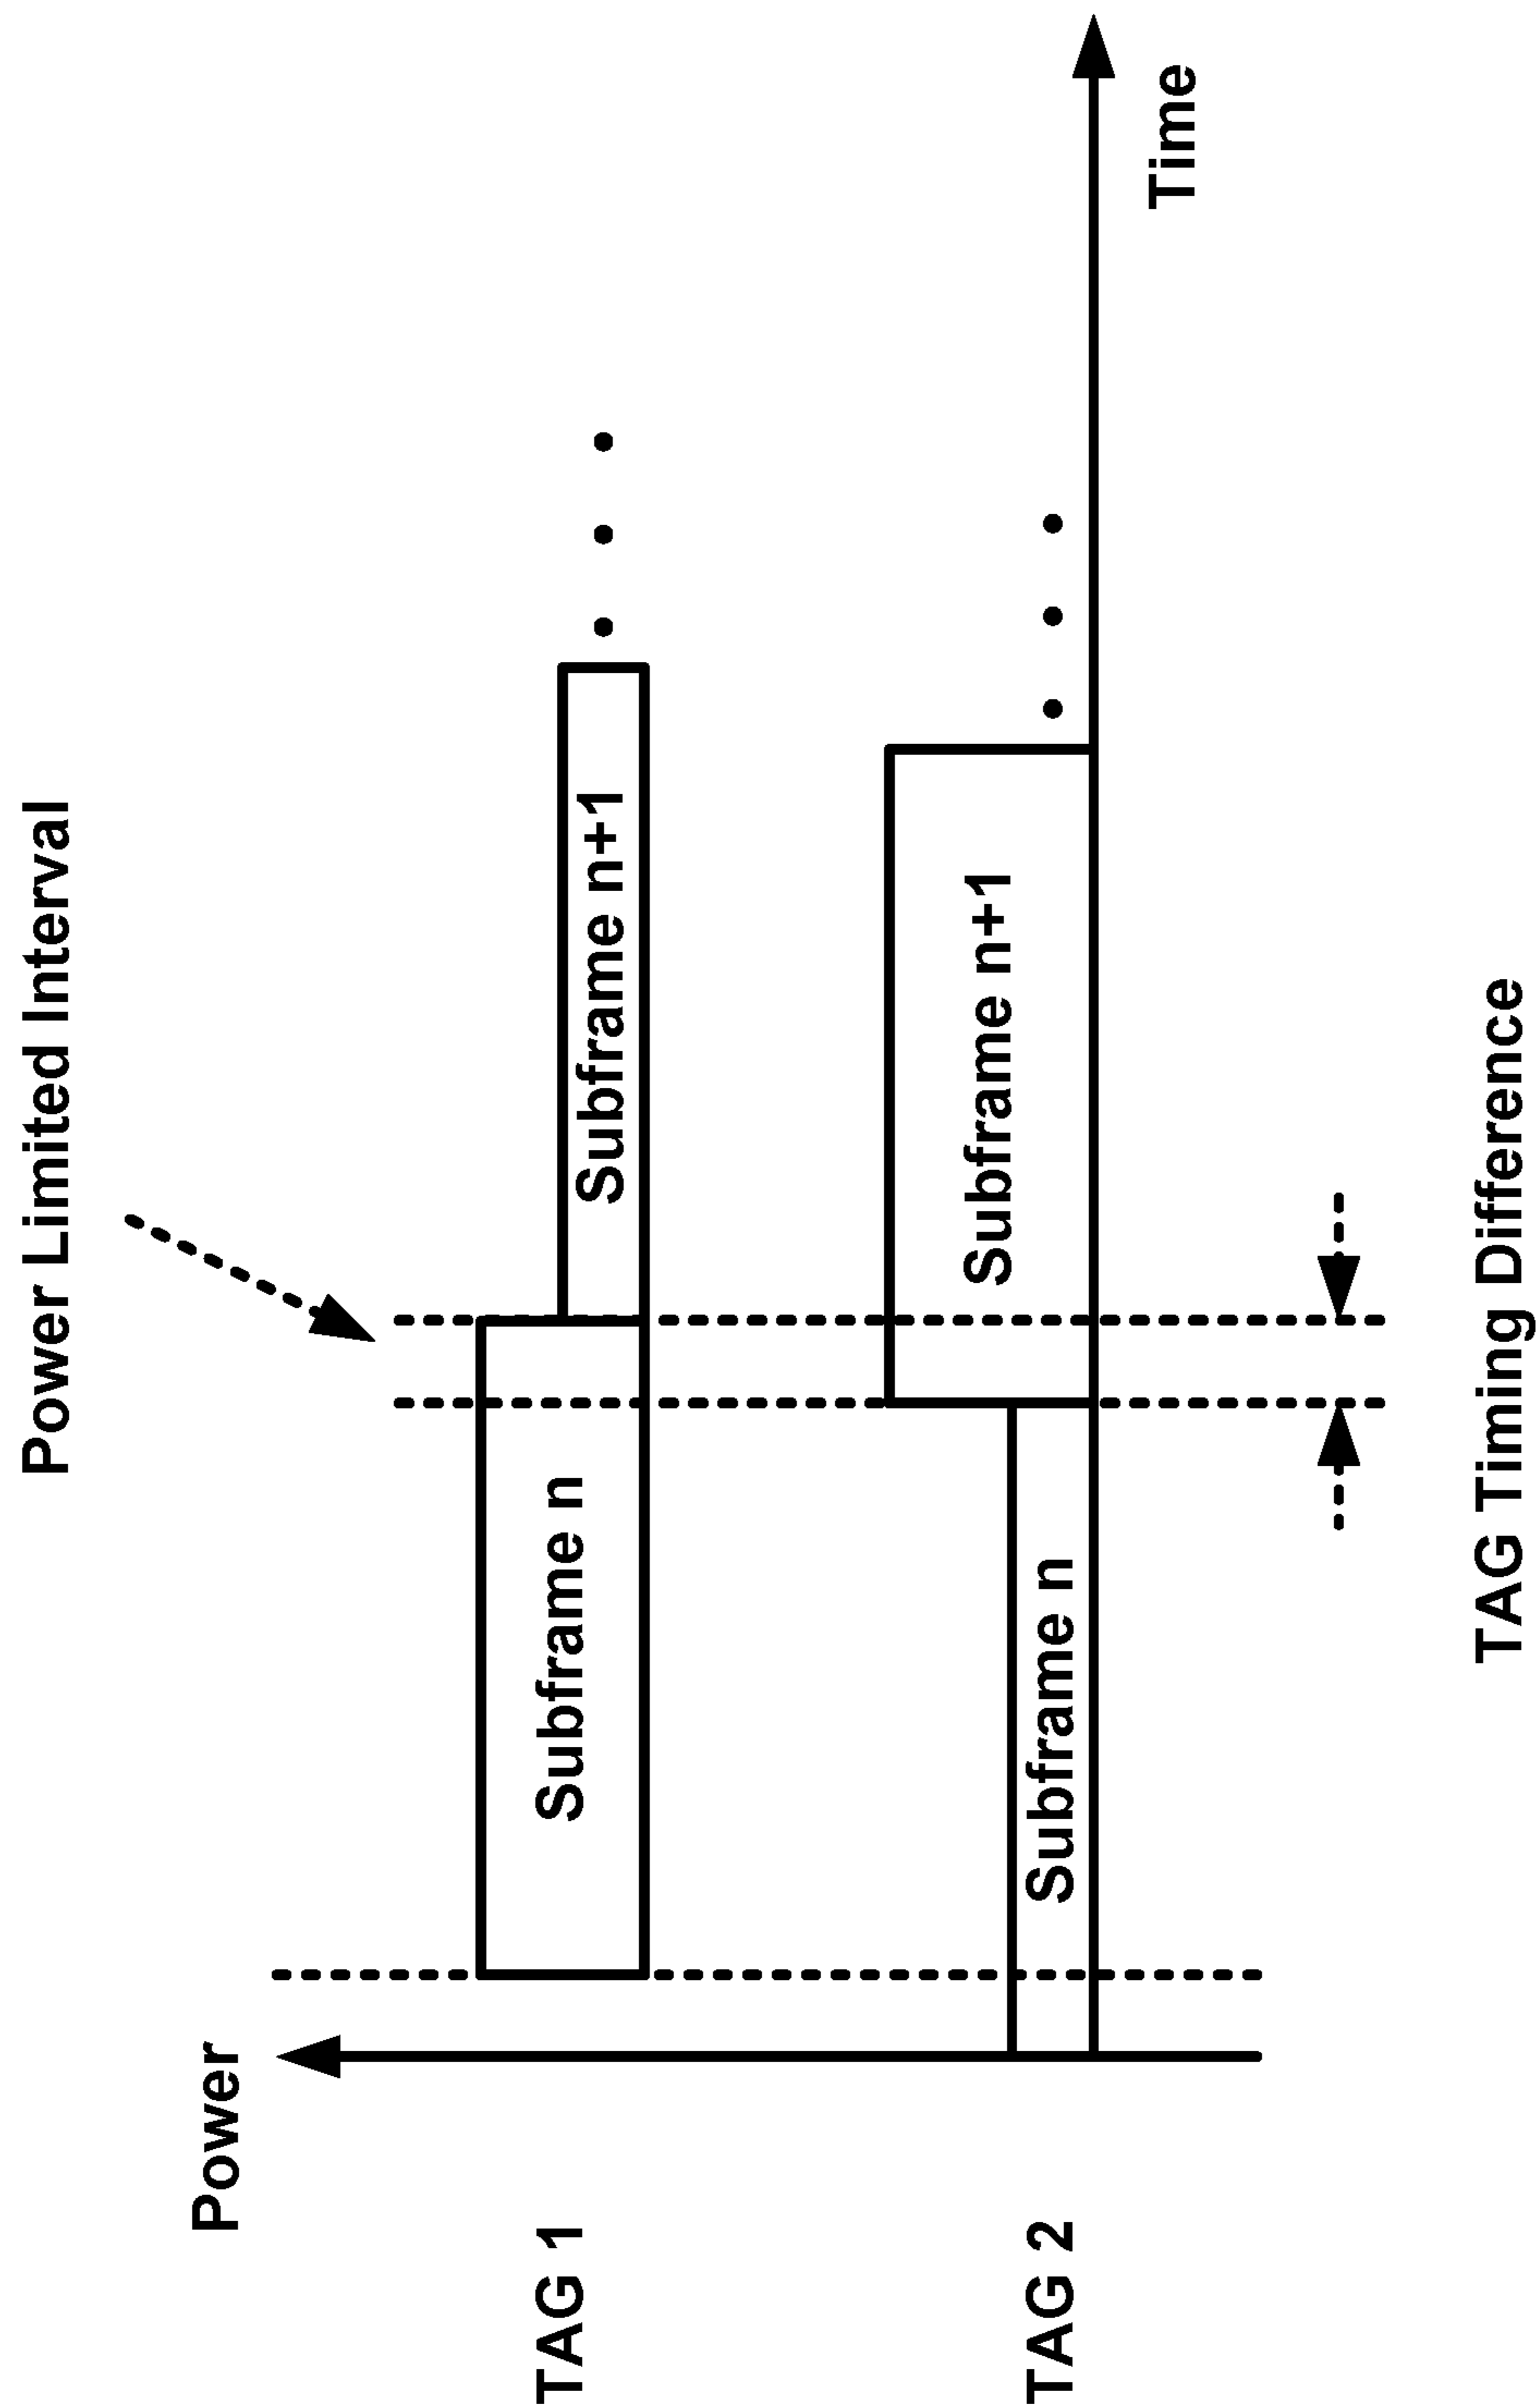 Power Limited Interval
Power
TAG 1
Subframe n
Subframe n+1
TAG 2
Subframe n
Subframe n+1
Time
TAG Timing Difference